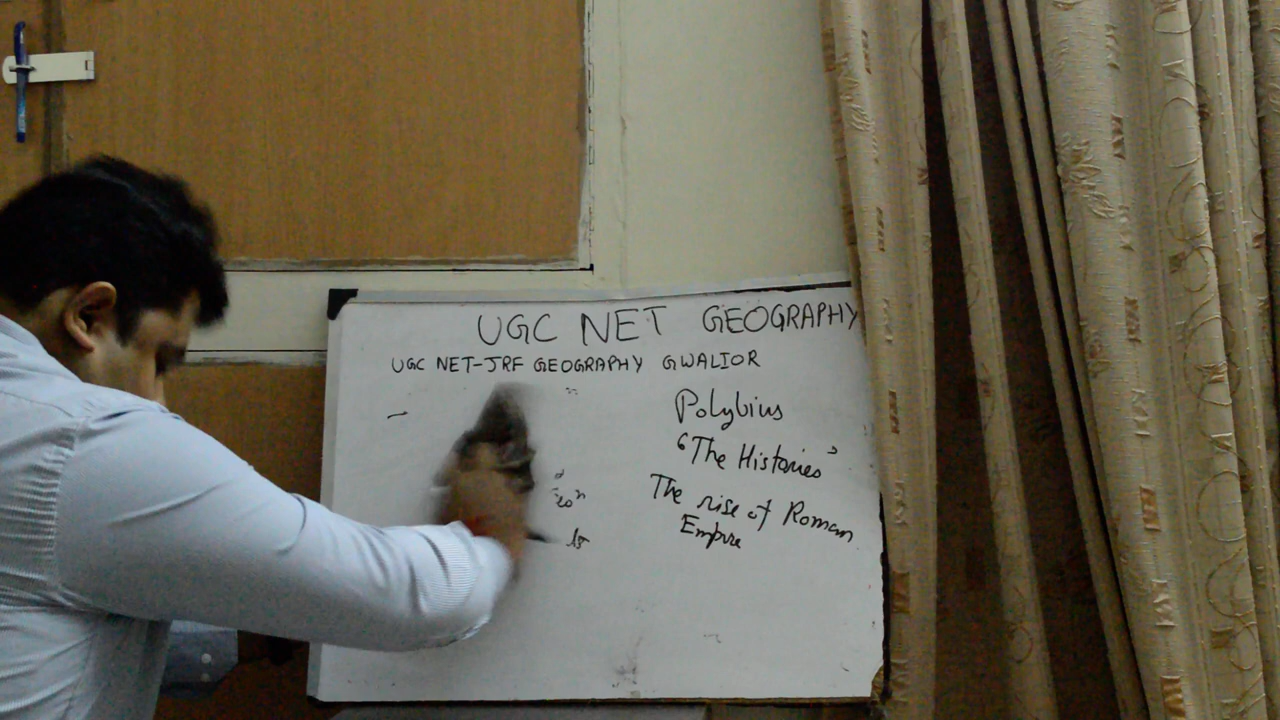 UGC NET GEOGRAPHY
UGC NET-JRF GEOGRAPHY GWALIOR
Polybius
"The Histories"
The rise of Roman
Empire